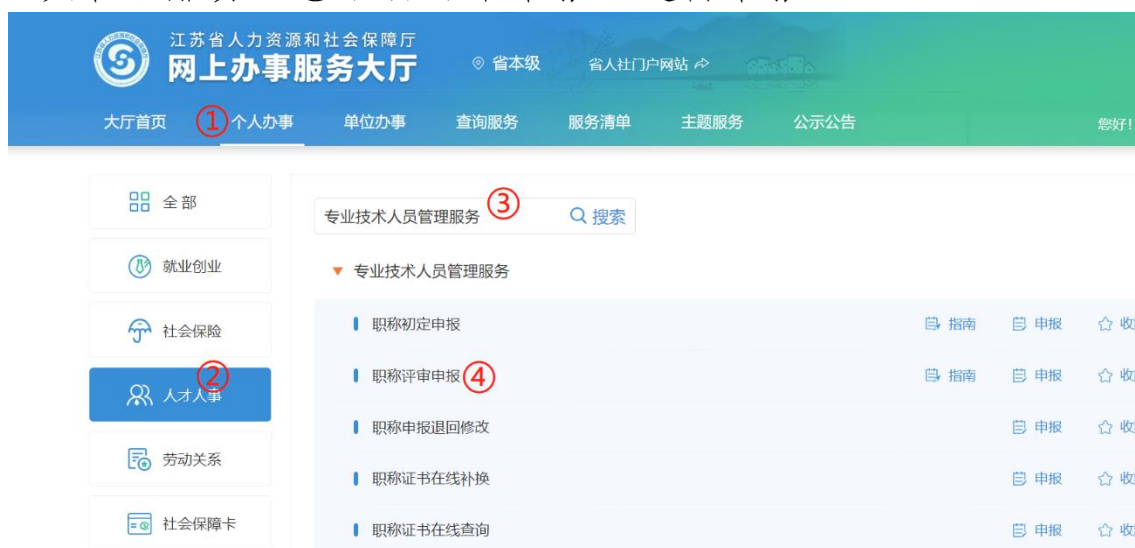 江苏省人力资源和社会保障厅
网上办事服务大厅
省本级
省人社门户网站
大厅首页 ① 个人办事 单位办事 查询服务 服务清单 主题服务 公示公告 您好!
全部
就业创业
社会保险
② 人才人事
劳动关系
社会保障卡
专业技术人员管理服务 ③ 搜索
专业技术人员管理服务
职称初定申报 指南 申报 收
职称评审申报 ④ 指南 申报 收
职称申报退回修改 申报 收
职称证书在线补换 申报 收
职称证书在线查询 申报 收